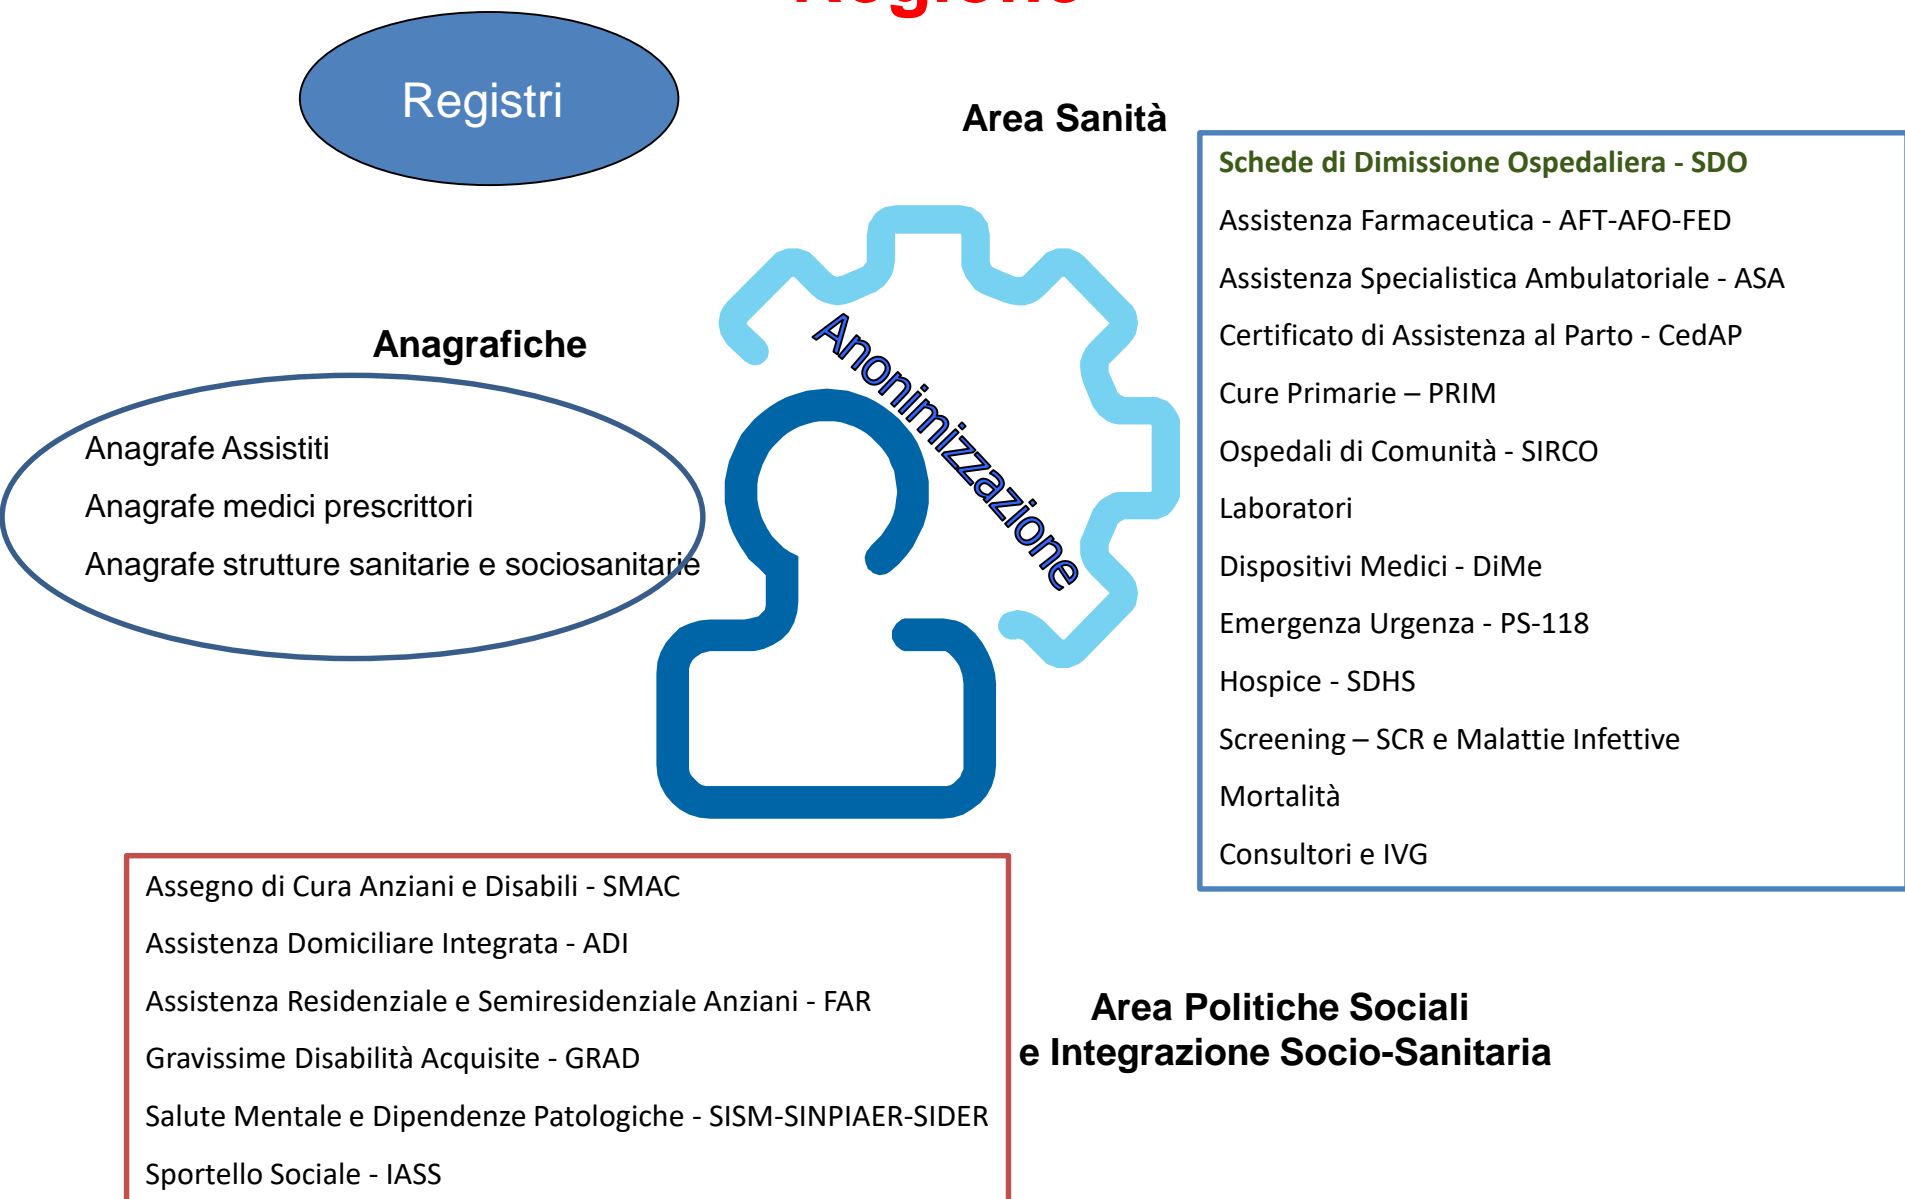 Regione
Registri
Area Sanità
Schede di Dimissione Ospedaliera - SDO
Assistenza Farmaceutica - AFT-AFO-FED
Assistenza Specialistica Ambulatoriale - ASA
Certificato di Assistenza al Parto - CedAP
Cure Primarie – PRIM
Ospedali di Comunità - SIRCO
Laboratori
Dispositivi Medici - DiMe
Emergenza Urgenza - PS-118
Hospice - SDHS
Screening – SCR e Malattie Infettive
Mortalità
Consultori e IVG
Anonimizzazione
Anagrafiche
Anagrafe Assistiti
Anagrafe medici prescrittori
Anagrafe strutture sanitarie e sociosanitarie
Assegno di Cura Anziani e Disabili - SMAC
Assistenza Domiciliare Integrata - ADI
Assistenza Residenziale e Semiresidenziale Anziani - FAR
Gravissime Disabilità Acquisite - GRAD
Salute Mentale e Dipendenze Patologiche - SISM-SINPIAER-SIDER
Sportello Sociale - IASS
Area Politiche Sociali
e Integrazione Socio-Sanitaria